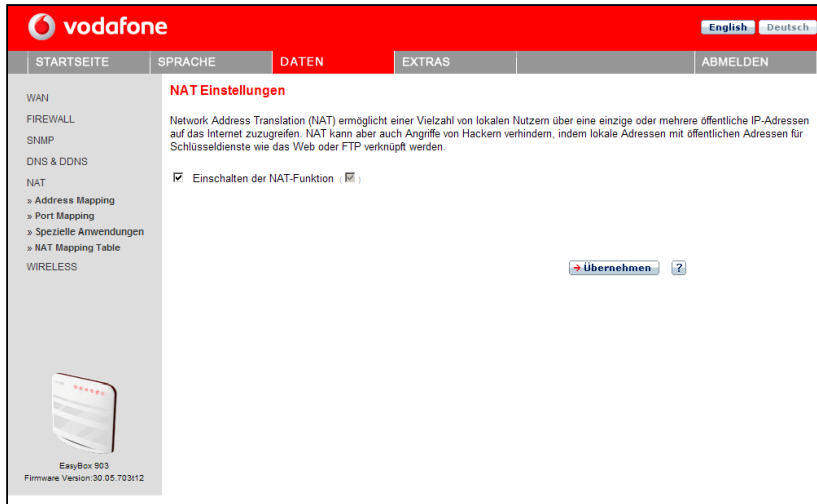 vodafone
English Deutsch
STARTSEITE SPRACHE DATEN EXTRAS ABMELDEN
WAN
FIREWALL
SNMP
DNS & DDNS
NAT
» Address Mapping
» Port Mapping
» Spezielle Anwendungen
» NAT Mapping Table
WIRELESS
EasyBox 903
Firmware Version:30.05.703t12
NAT Einstellungen
Network Address Translation (NAT) ermöglicht einer Vielzahl von lokalen Nutzern über eine einzige oder mehrere öffentliche IP-Adressen
auf das Internet zuzugreifen. NAT kann aber auch Angriffe von Hackern verhindern, indem lokale Adressen mit öffentlichen Adressen für
Schlüsseldienste wie das Web oder FTP verknüpft werden.
Einschalten der NAT-Funktion ( )
Übernehmen ?